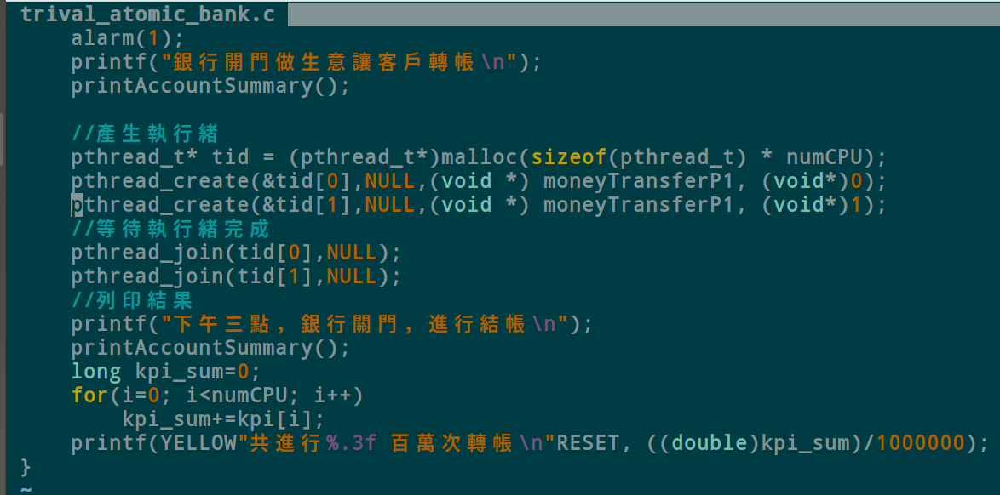 trival_atomic_bank.c
    alarm(1);
    printf("銀行開門做生意讓客戶轉帳\n");
    printAccountSummary();

    //產生執行緒
    pthread_t* tid = (pthread_t*)malloc(sizeof(pthread_t) * numCPU);
    pthread_create(&tid[0],NULL,(void *) moneyTransferP1, (void*)0);
    pthread_create(&tid[1],NULL,(void *) moneyTransferP1, (void*)1);
    //等待執行緒完成
    pthread_join(tid[0],NULL);
    pthread_join(tid[1],NULL);
    //列印結果
    printf("下午三點，銀行關門，進行結帳\n");
    printAccountSummary();
    long kpi_sum=0;
    for(i=0; i<numCPU; i++)
        kpi_sum+=kpi[i];
    printf(YELLOW"共進行%.3f 百萬次轉帳\n"RESET, ((double)kpi_sum)/1000000);
}
~